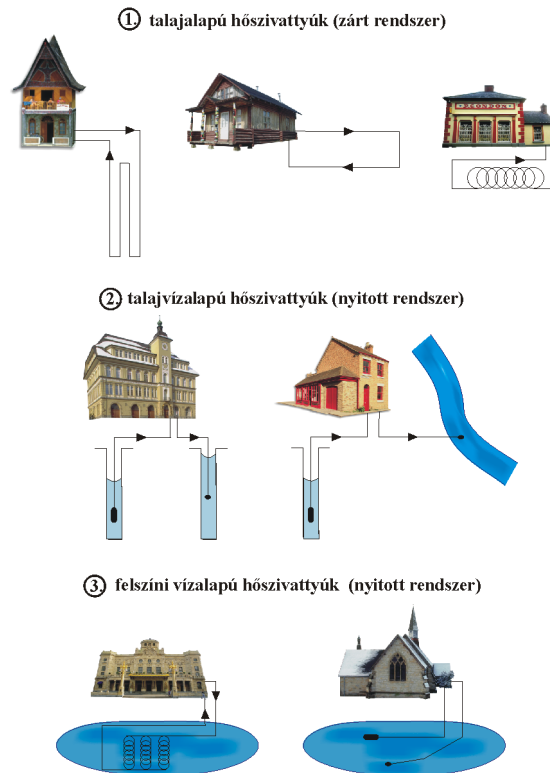 1. talajalapú hőszivattyúk (zárt rendszer)
2. talajvízalapú hőszivattyúk (nyitott rendszer)
3. felszíni vízalapú hőszivattyúk (nyitott rendszer)